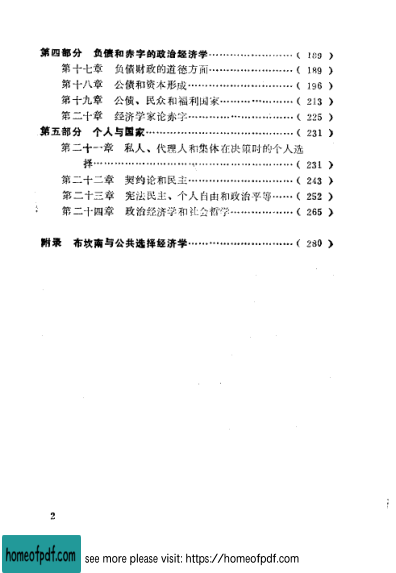 第四部分 负债和赤字的政治经济学……………………( 189 )
第十七章 负债财政的道德方面……………………( 189 )
第十八章 公债和资本形成…………………………( 196 )
第十九章 公债、民众和福利国家…………………( 213 )
第二十章 经济学家论赤字…………………………( 225 )
第五部分 个人与国家……………………………………( 231 )
第二十一章 私人、代理人和集体在决策时的个人选
择…………………………………………………( 231 )
第二十二章 契约论和民主…………………………( 243 )
第二十三章 宪法民主、个人自由和政治平等……( 252 )
第二十四章 政治经济学和社会哲学………………( 265 )
附录 布坎南与公共选择经济学…………………………( 280 )
2
homeofpdf.com
see more please visit: https://homeofpdf.com